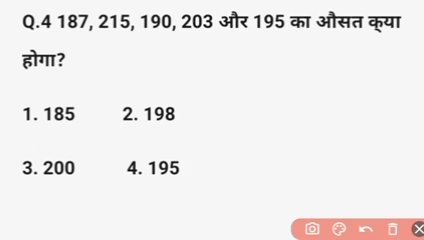 Q.4 187, 215, 190, 203 और 195 का औसत क्या
होगा?
1. 185 2. 198
3. 200 4. 195